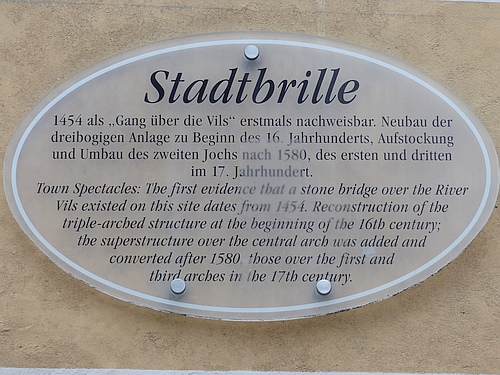 Stadtbrille
1454 als „Gang über die Vils“ erstmals nachweisbar. Neubau der
dreibogigen Anlage zu Beginn des 16. Jahrhunderts, Aufstockung
und Umbau des zweiten Jochs nach 1580, des ersten und dritten
im 17. Jahrhundert.
Town Spectacles: The first evidence that a stone bridge over the River
Vils existed on this site dates from 1454. Reconstruction of the
triple-arched structure at the beginning of the 16th century;
the superstructure over the central arch was added and
converted after 1580, those over the first and
third arches in the 17th century.